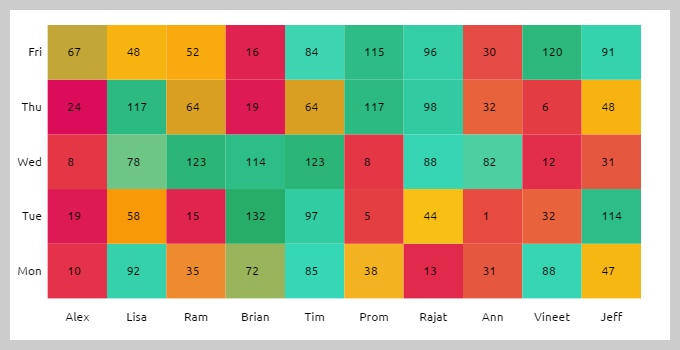 Fri 67 48 52 16 84 115 96 30 120 91
Thu 24 117 64 19 64 117 98 32 6 48
Wed 8 78 123 114 123 8 88 82 12 31
Tue 19 58 15 132 97 5 44 1 32 114
Mon 10 92 35 72 85 38 13 31 88 47
Alex Lisa Ram Brian Tim Prom Rajat Ann Vineet Jeff